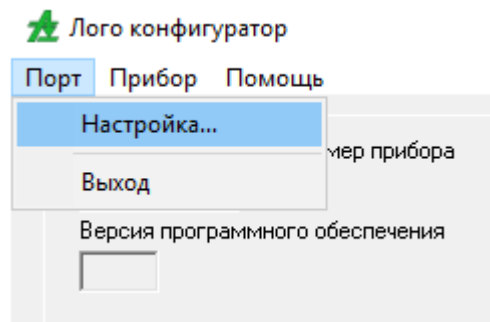 Лого конфигуратор
Порт Прибор Помощь
Настройка...
мер прибора
Выход
Версия программного обеспечения